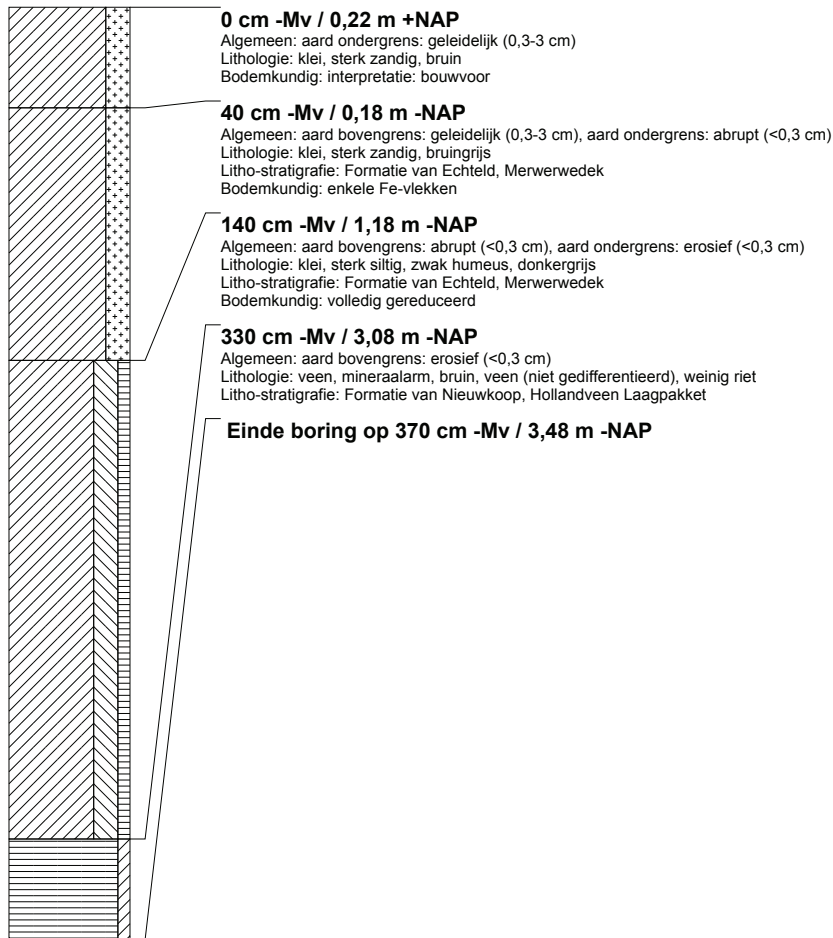 0 cm -Mv / 0,22 m +NAP
Algemeen: aard ondergrens: geleidelijk (0,3-3 cm)
Lithologie: klei, sterk zandig, bruin
Bodemkundig: interpretatie: bouwvoor
40 cm -Mv / 0,18 m -NAP
Algemeen: aard bovengrens: geleidelijk (0,3-3 cm), aard ondergrens: abrupt (<0,3 cm)
Lithologie: klei, sterk zandig, bruingrijs
Litho-stratigrafie: Formatie van Echteld, Merwerwedek
Bodemkundig: enkele Fe-vlekken
140 cm -Mv / 1,18 m -NAP
Algemeen: aard bovengrens: abrupt (<0,3 cm), aard ondergrens: erosief (<0,3 cm)
Lithologie: klei, sterk siltig, zwak humeus, donkergrijs
Litho-stratigrafie: Formatie van Echteld, Merwerwedek
Bodemkundig: volledig gereduceerd
330 cm -Mv / 3,08 m -NAP
Algemeen: aard bovengrens: erosief (<0,3 cm)
Lithologie: veen, mineraalarm, bruin, veen (niet gedifferentieerd), weinig riet
Litho-stratigrafie: Formatie van Nieuwkoop, Hollandveen Laagpakket
Einde boring op 370 cm -Mv / 3,48 m -NAP